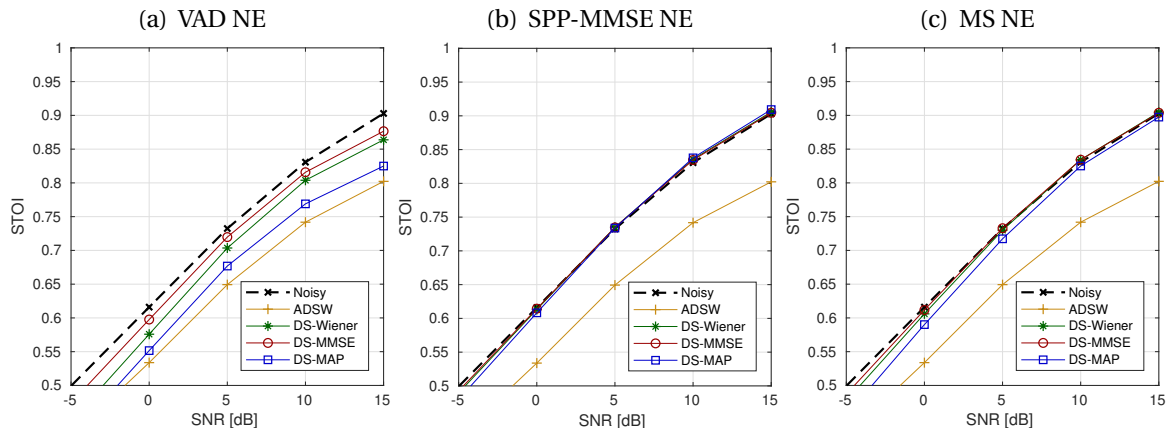 (a) VAD NE
1
0.95
0.9
0.85
0.8
0.75
0.7
0.65
0.6
0.55
0.5
STOI
-5 0 5 10 15
SNR [dB]
Noisy
ADSW
DS-Wiener
DS-MMSE
DS-MAP
(b) SPP-MMSE NE
1
0.95
0.9
0.85
0.8
0.75
0.7
0.65
0.6
0.55
0.5
STOI
-5 0 5 10 15
SNR [dB]
Noisy
ADSW
DS-Wiener
DS-MMSE
DS-MAP
(c) MS NE
1
0.95
0.9
0.85
0.8
0.75
0.7
0.65
0.6
0.55
0.5
STOI
-5 0 5 10 15
SNR [dB]
Noisy
ADSW
DS-Wiener
DS-MMSE
DS-MAP